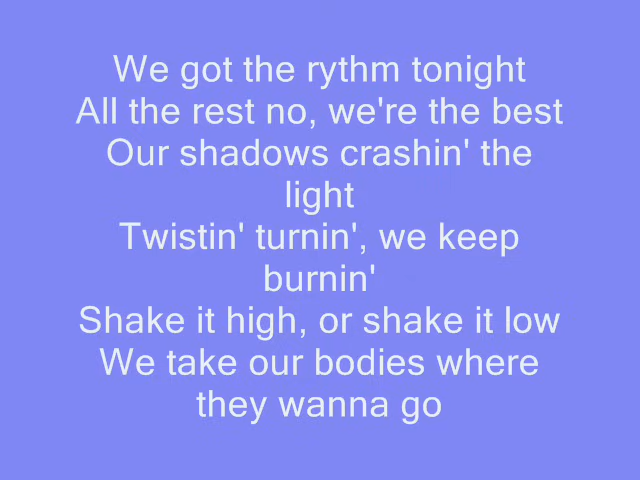 We got the rythm tonight
All the rest no, we're the best
Our shadows crashin' the
light
Twistin' turnin', we keep
burnin'
Shake it high, or shake it low
We take our bodies where
they wanna go